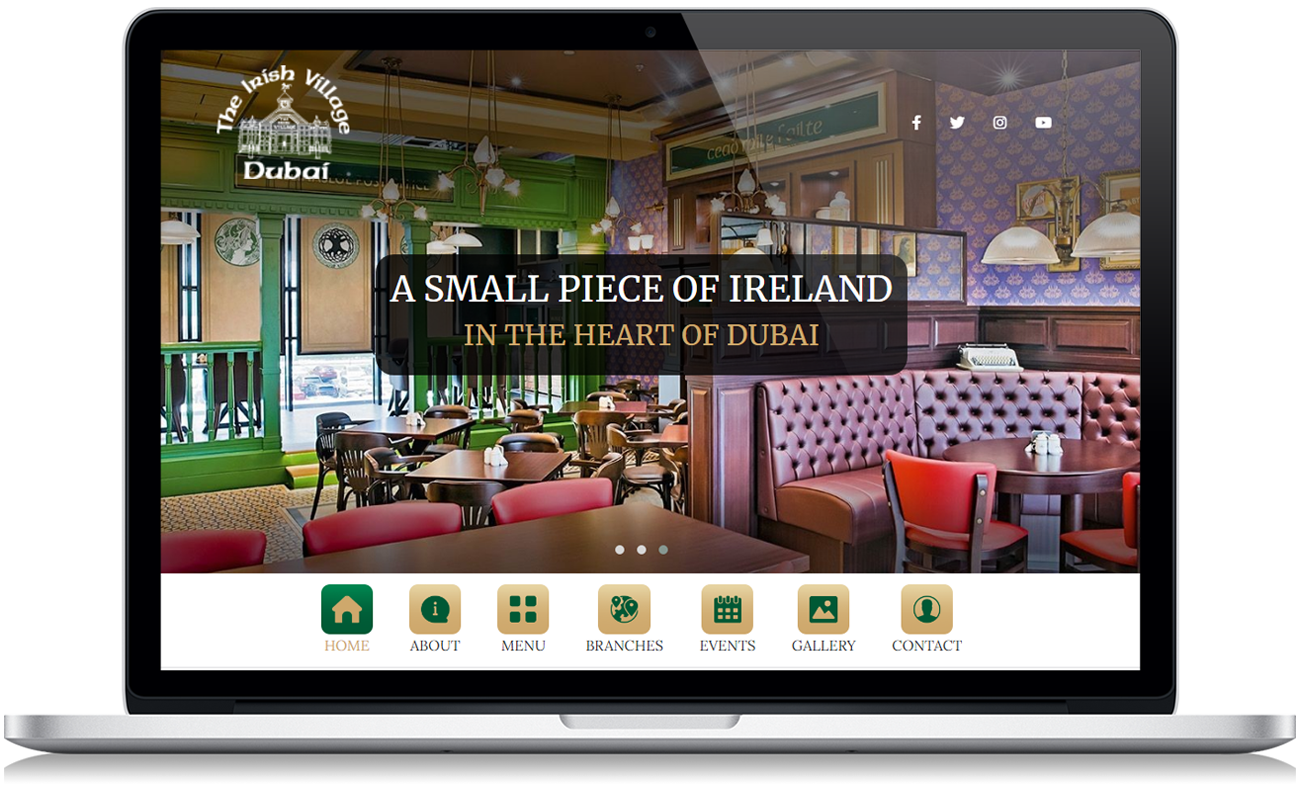 The Irish Village
Dubai
A SMALL PIECE OF IRELAND
IN THE HEART OF DUBAI
HOME
ABOUT
MENU
BRANCHES
EVENTS
GALLERY
CONTACT